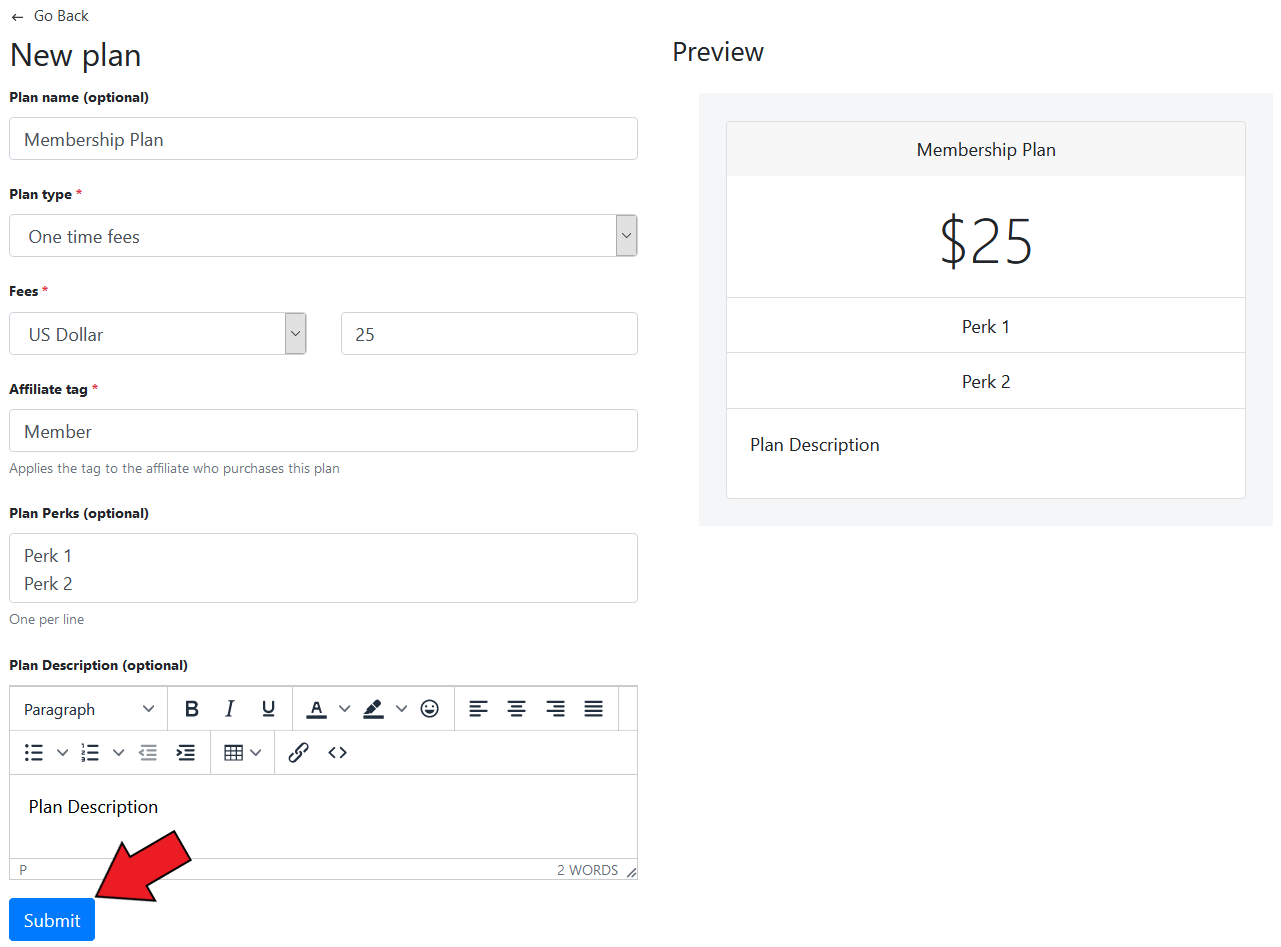 ← Go Back
New plan
Plan name (optional)
Membership Plan
Plan type *
One time fees
Fees *
US Dollar
25
Affiliate tag *
Member
Applies the tag to the affiliate who purchases this plan
Plan Perks (optional)
Perk 1
Perk 2
One per line
Plan Description (optional)
Paragraph
B I U A
Plan Description
P
2 WORDS
Submit
Preview
Membership Plan
$25
Perk 1
Perk 2
Plan Description